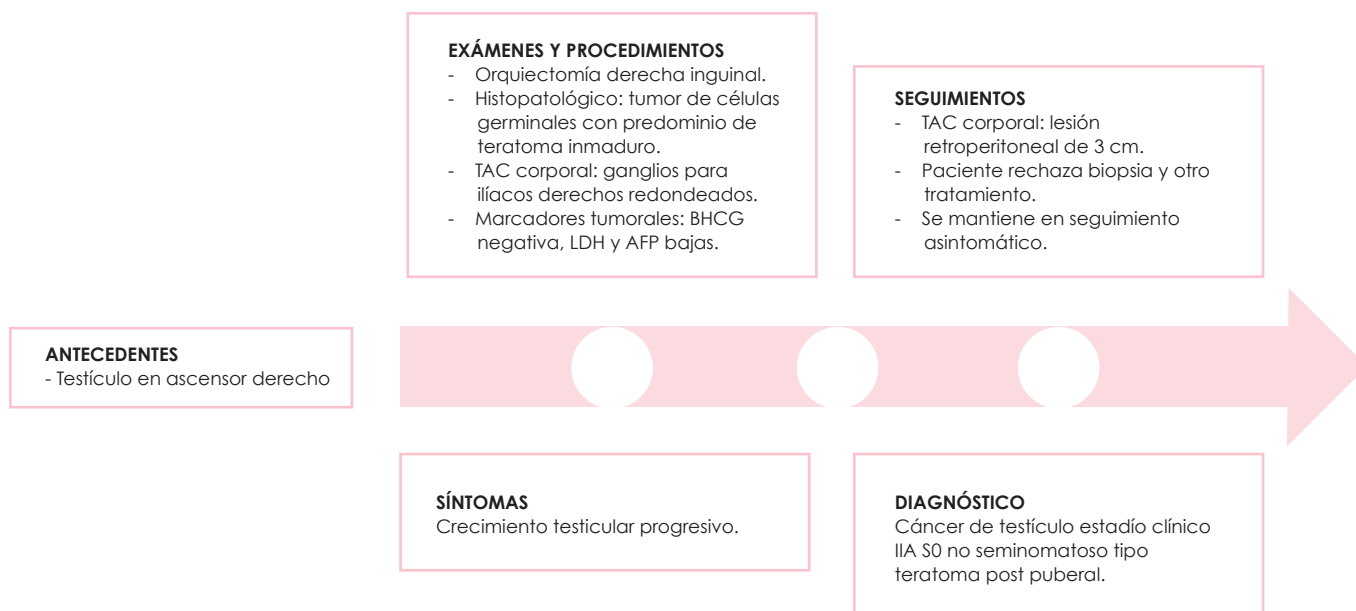 EXÁMENES Y PROCEDIMIENTOS
- Orquiectomía derecha inguinal.
- Histopatológico: tumor de células
germinales con predominio de
teratoma inmaduro.
- TAC corporal: ganglios para
ilíacos derechos redondeados.
- Marcadores tumorales: BHCG
negativa, LDH y AFP bajas.
SEGUIMIENTOS
- TAC corporal: lesión
retroperitoneal de 3 cm.
- Paciente rechaza biopsia y otro
tratamiento.
- Se mantiene en seguimiento
asintomático.
ANTECEDENTES
- Testículo en ascensor derecho
SÍNTOMAS
Crecimiento testicular progresivo.
DIAGNÓSTICO
Cáncer de testículo estadío clínico
IIA S0 no seminomatoso tipo
teratoma post puberal.